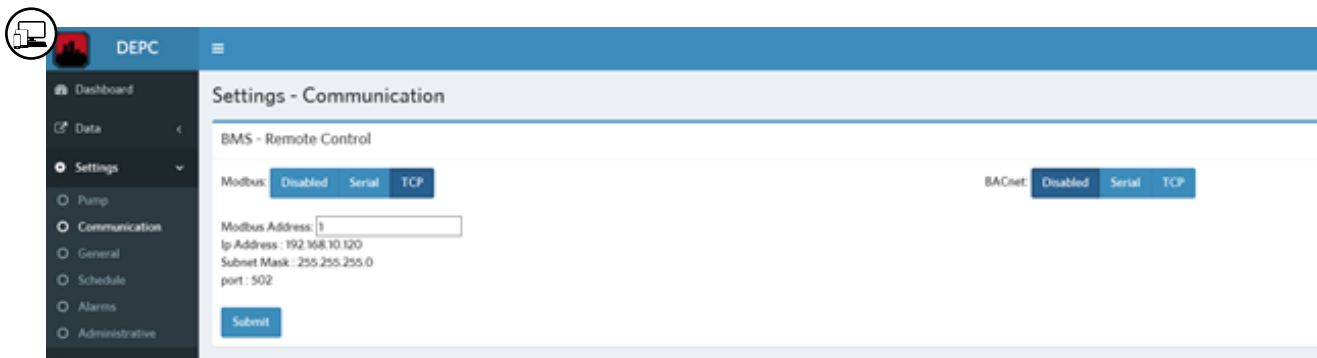 DEPC
Dashboard
Data
Settings
Pump
Communication
General
Schedule
Alarms
Administrative
Settings - Communication
BMS - Remote Control
Modbus: Disabled Serial TCP
BACnet: Disabled Serial TCP
Modbus Address: 1
Ip Address : 192.168.10.120
Subnet Mask : 255.255.255.0
port : 502
Submit